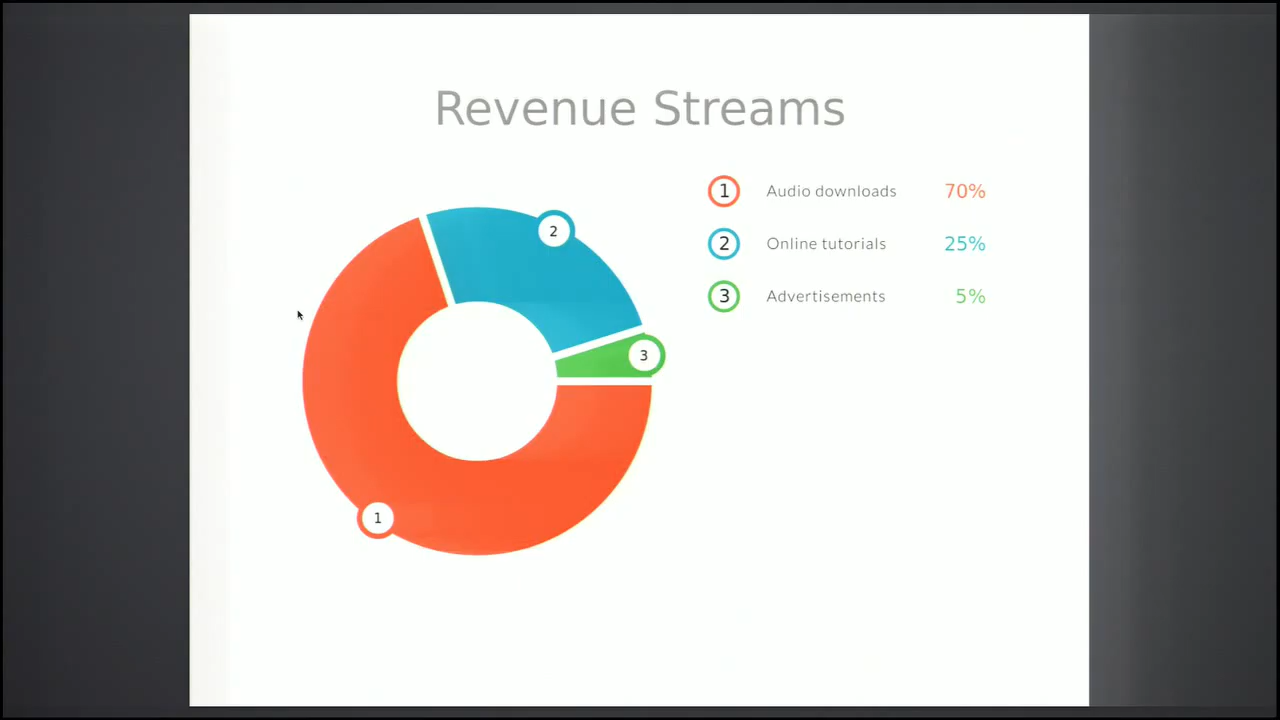 Revenue Streams
1 Audio downloads 70%
2 Online tutorials 25%
3 Advertisements 5%
2
3
1